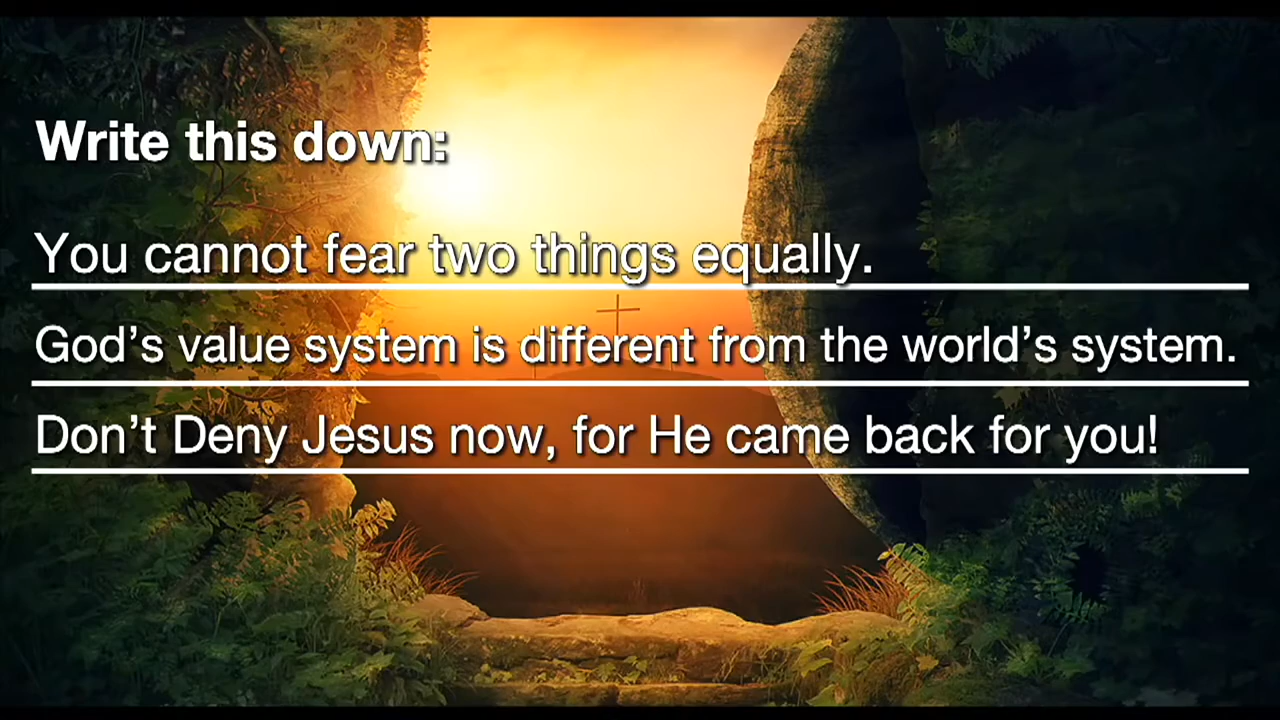 Write this down:
You cannot fear two things equally.
God's value system is different from the world's system.
Don't Deny Jesus now, for He came back for you!